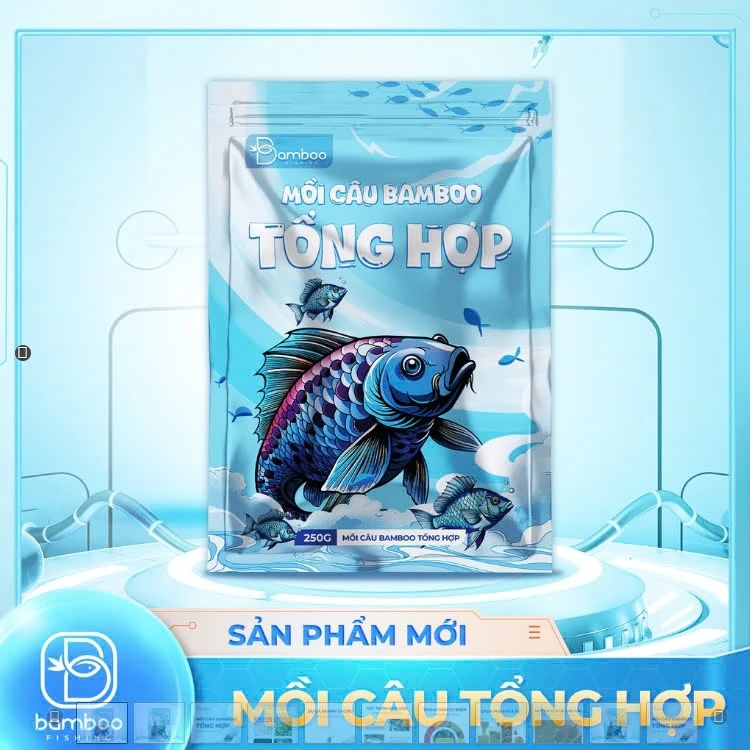 Bamboo
FISHING
MỒI CÂU BAMBOO
TỔNG HỢP
250G MỒI CÂU BAMBOO TỔNG HỢP
SẢN PHẨM MỚI
MỒI CÂU TỔNG HỢP
bamboo
FISHING